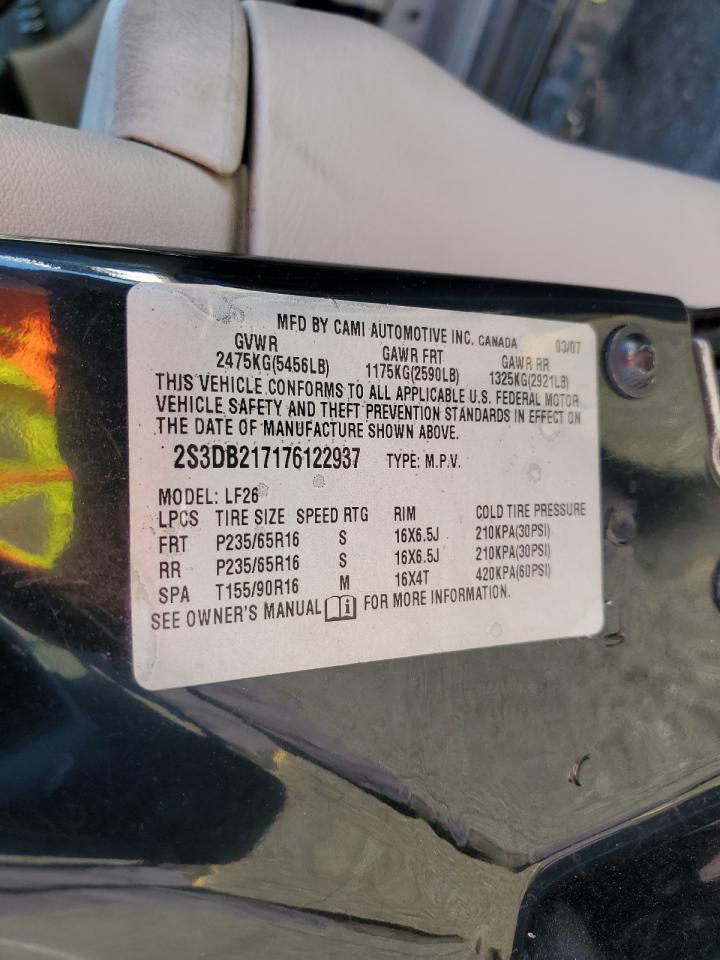 MFD BY CAMI AUTOMOTIVE INC. CANADA 03/07
GVWR GAWR FRT GAWR RR
2475KG(5456LB) 1175KG(2590LB) 1325KG(2921LB)
THIS VEHICLE CONFORMS TO ALL APPLICABLE U.S. FEDERAL MOTOR
VEHICLE SAFETY AND THEFT PREVENTION STANDARDS IN EFFECT ON
THE DATE OF MANUFACTURE SHOWN ABOVE.
2S3DB217176122937 TYPE: M.P.V.
MODEL: LF26
LPCS TIRE SIZE SPEED RTG RIM COLD TIRE PRESSURE
FRT P235/65R16 S 16X6.5J 210KPA(30PSI)
RR P235/65R16 S 16X6.5J 210KPA(30PSI)
SPA T155/90R16 M 16X4T 420KPA(60PSI)
SEE OWNER'S MANUAL i FOR MORE INFORMATION.